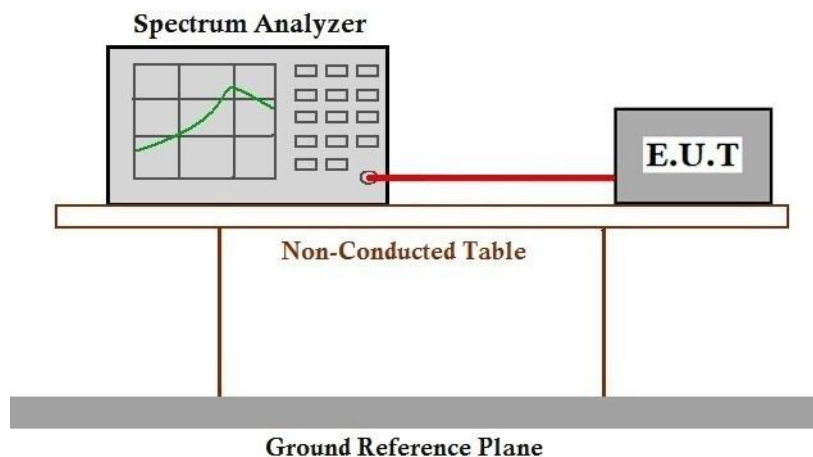 Spectrum Analyzer
E.U.T
Non-Conducted Table
Ground Reference Plane